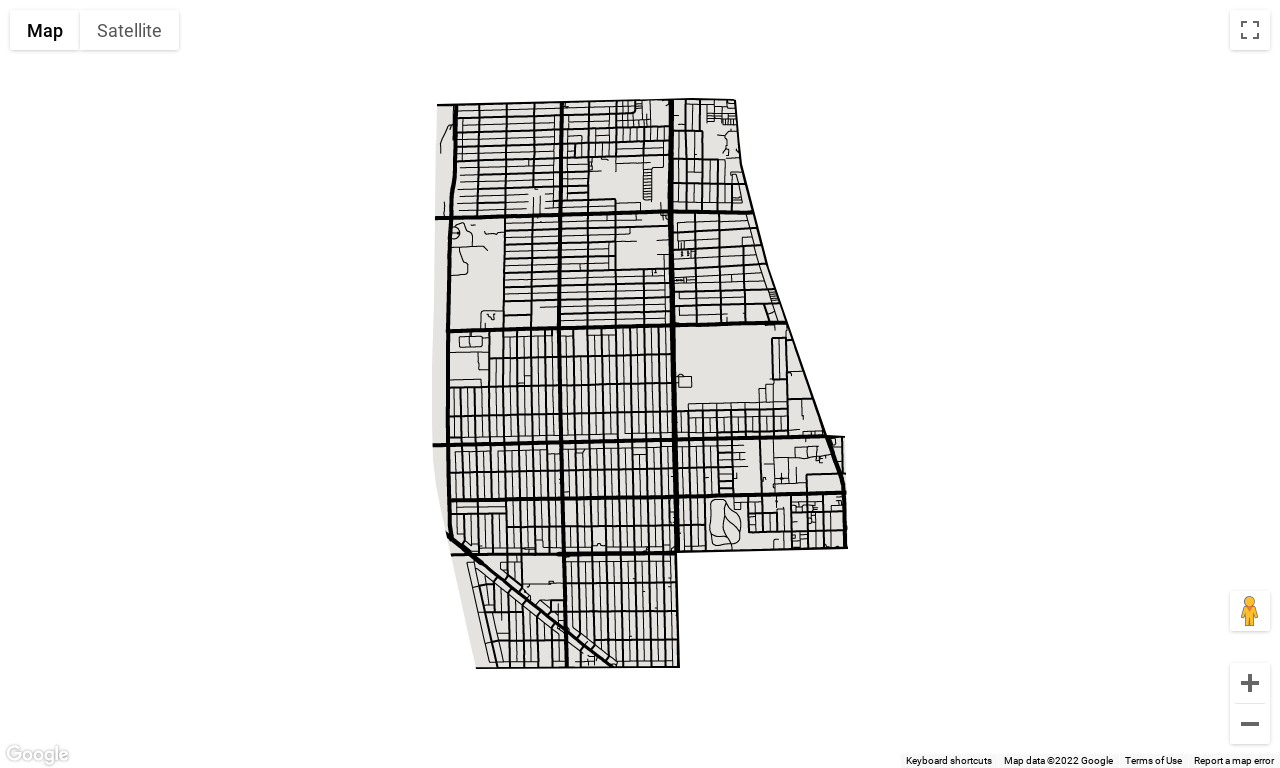 Map
Satellite
Google
Keyboard shortcuts
Map data ©2022 Google
Terms of Use
Report a map error